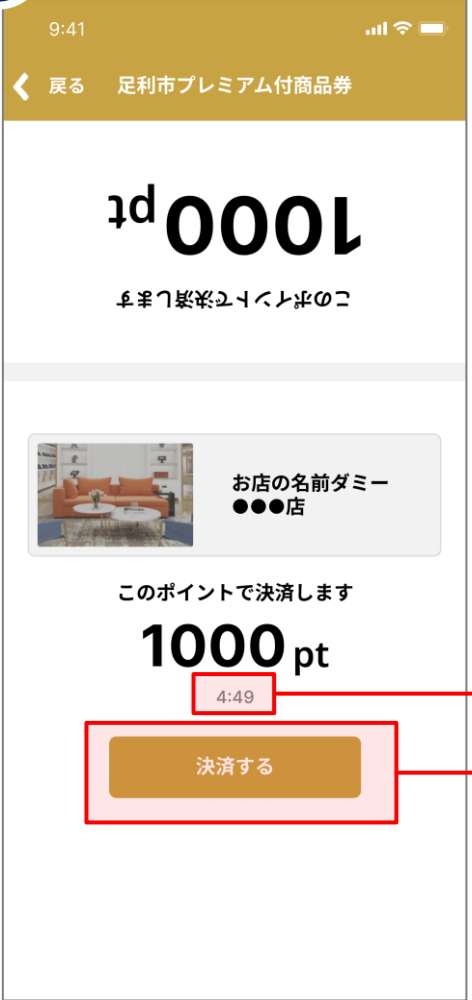 9:41
戻る 足利市プレミアム付商品券
1000pt
このポイントで決済します
お店の名前ダミー
●●●店
このポイントで決済します
1000pt
4:49
決済する